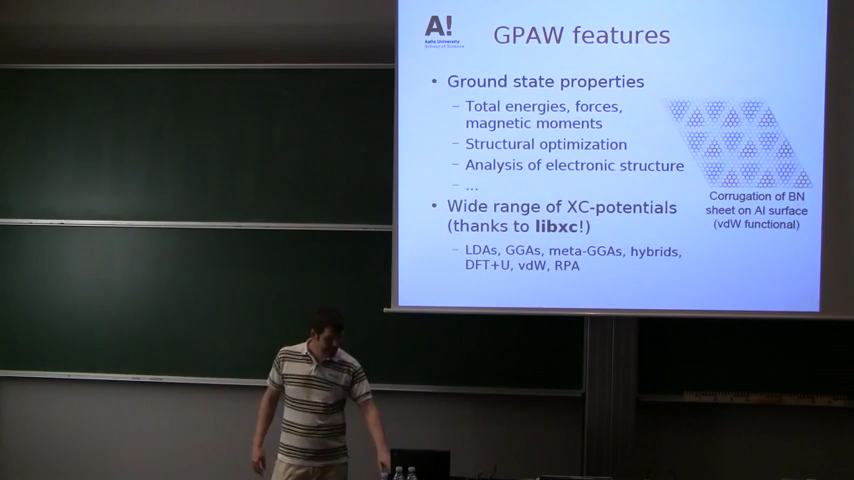 A!
Aalto University
School of Science
GPAW features
• Ground state properties
– Total energies, forces,
magnetic moments
– Structural optimization
– Analysis of electronic structure
– ...
• Wide range of XC-potentials
(thanks to libxc!)
– LDAs, GGAs, meta-GGAs, hybrids,
DFT+U, vdW, RPA
Corrugation of BN
sheet on Al surface
(vdW functional)